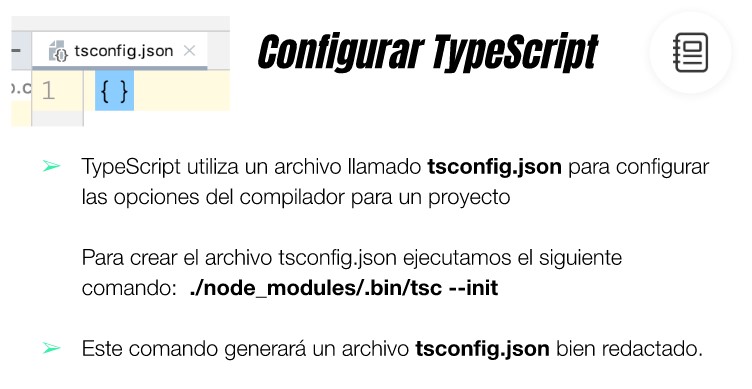 tsconfig.json
Configurar TypeScript
1 { }
TypeScript utiliza un archivo llamado tsconfig.json para configurar
las opciones del compilador para un proyecto
Para crear el archivo tsconfig.json ejecutamos el siguiente
comando: ./node_modules/.bin/tsc --init
Este comando generará un archivo tsconfig.json bien redactado.